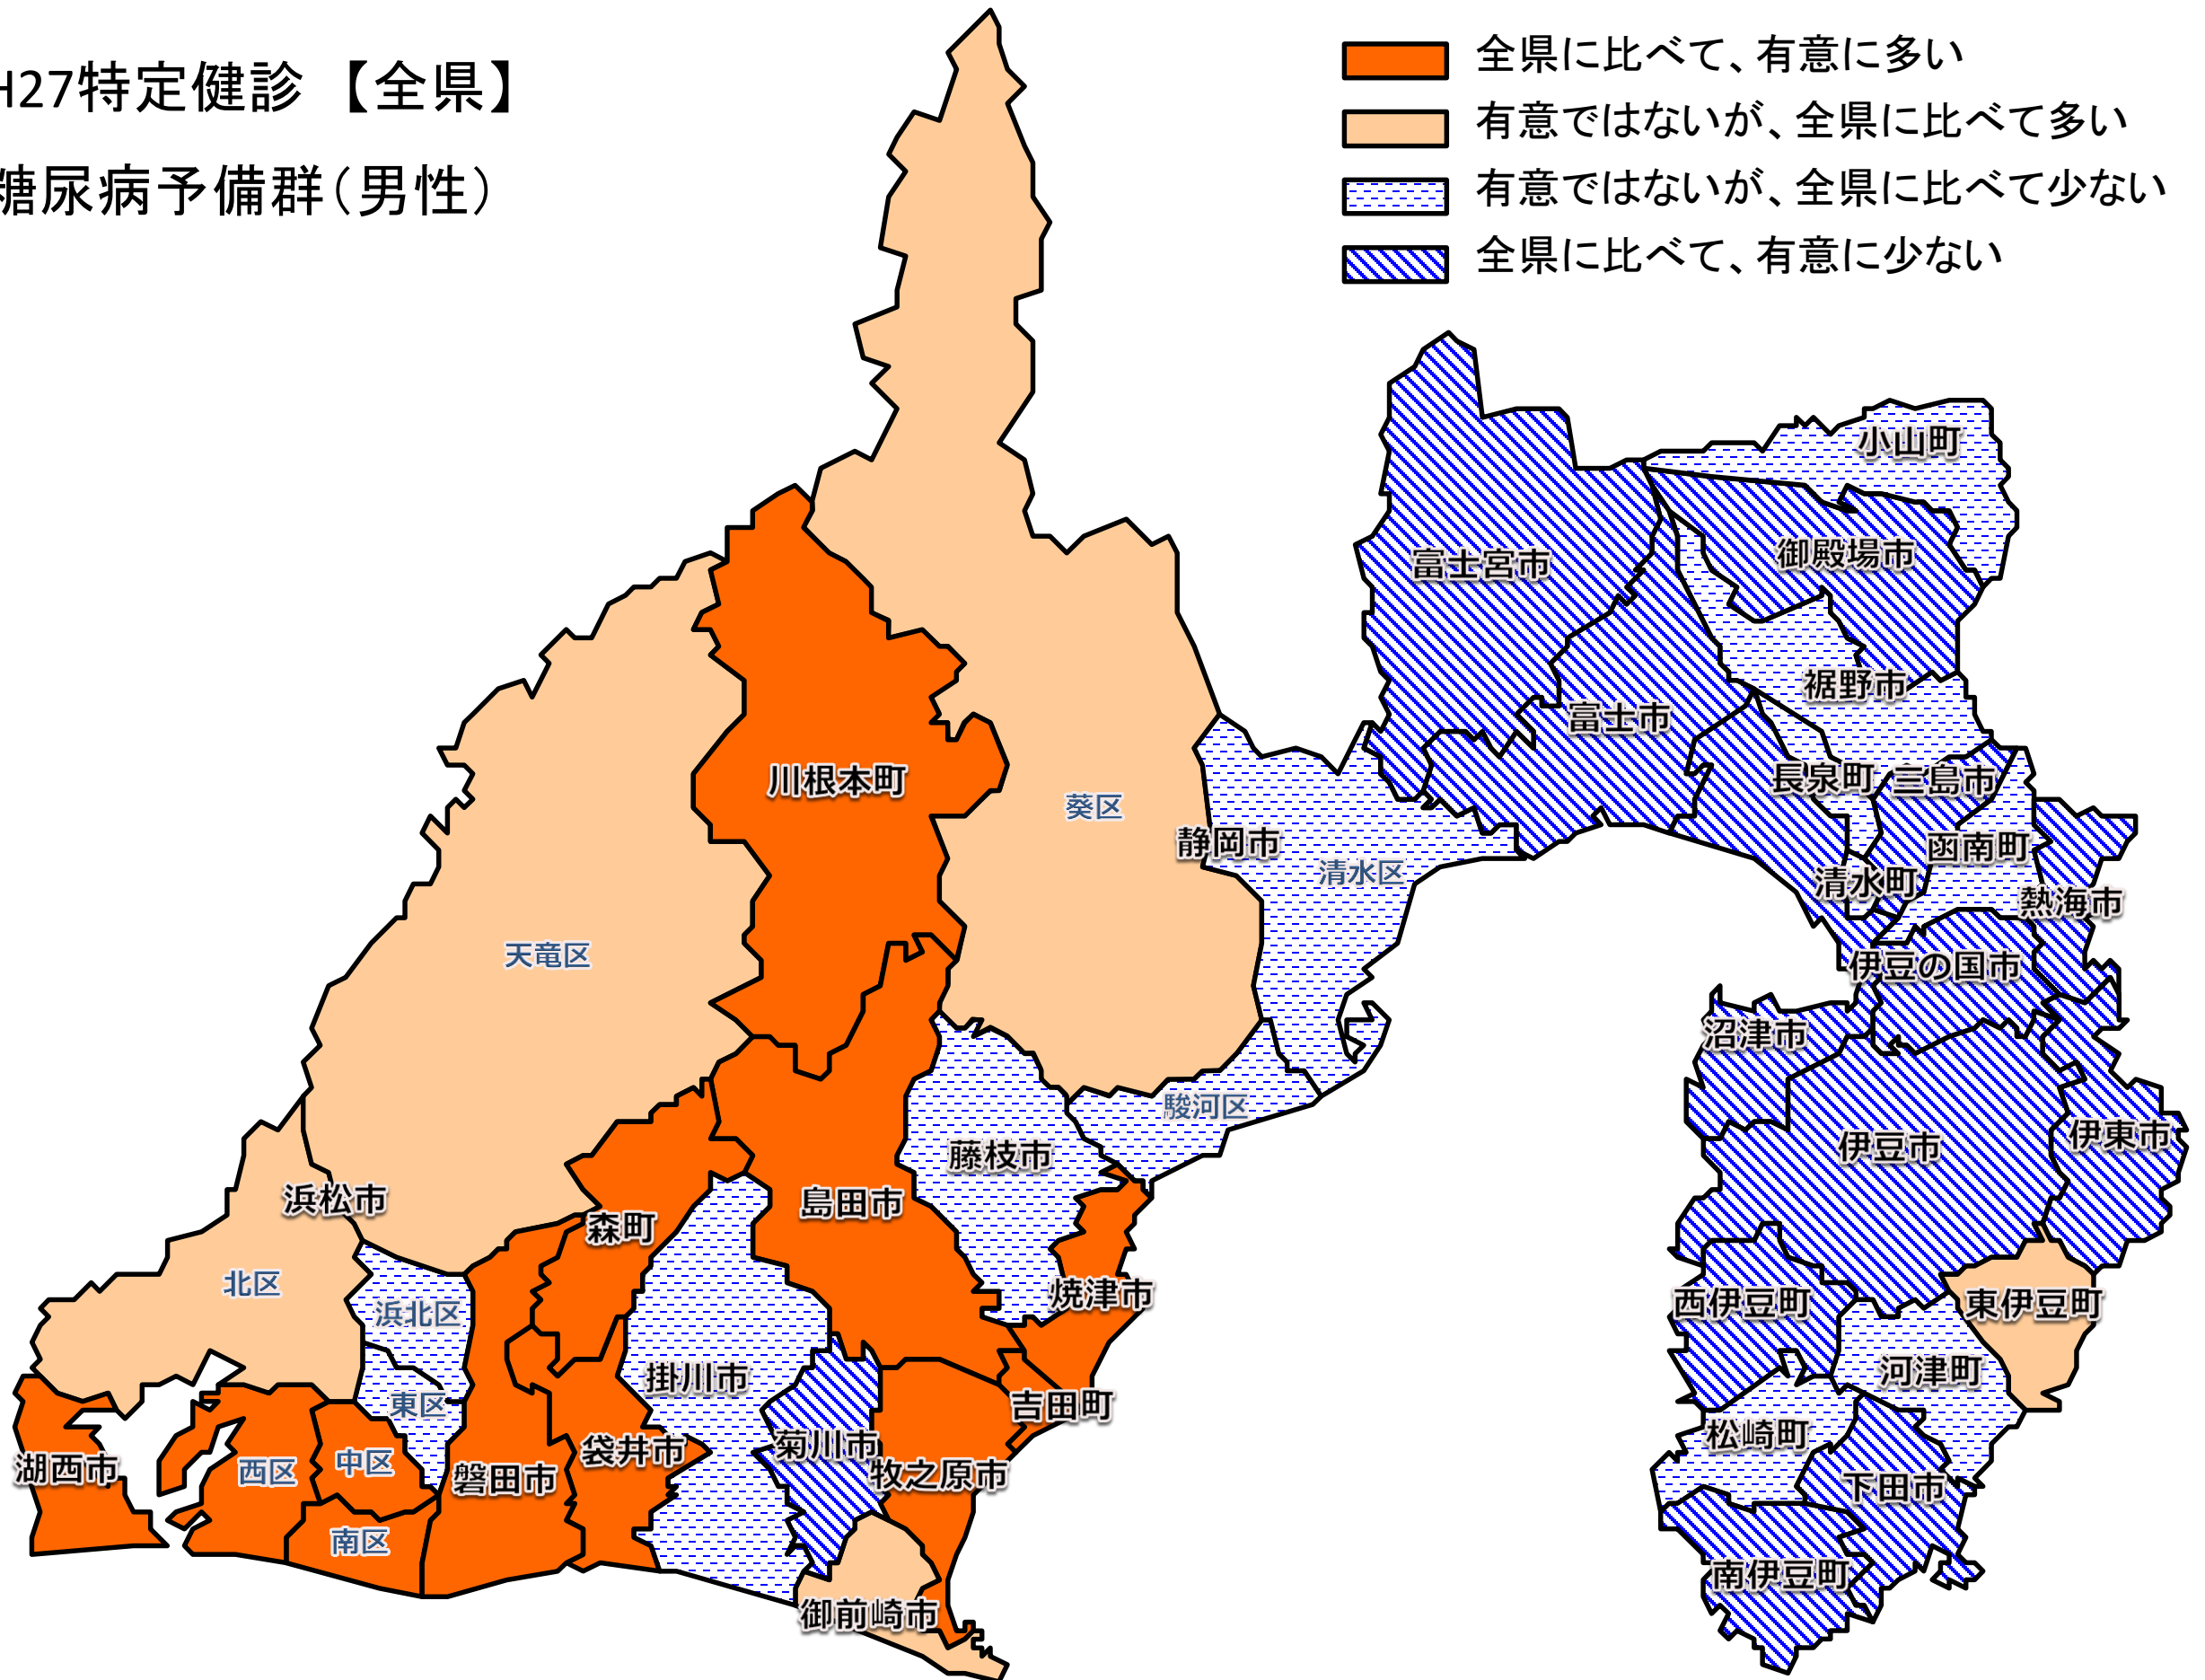 H27特定健診 【全県】
糖尿病予備群（男性）
全県に比べて、有意に多い
有意ではないが、全県に比べて多い
有意ではないが、全県に比べて少ない
全県に比べて、有意に少ない
小山町
御殿場市
富士宮市
裾野市
富士市
長泉町
三島市
川根本町
葵区
静岡市
清水区
函南町
清水町
熱海市
天竜区
伊豆の国市
沼津市
駿河区
伊東市
伊豆市
藤枝市
浜松市
島田市
森町
北区
浜北区
焼津市
西伊豆町
東伊豆町
掛川市
河津町
東区
吉田町
松崎町
菊川市
袋井市
中区
西区
湖西市
磐田市
牧之原市
下田市
南区
南伊豆町
御前崎市